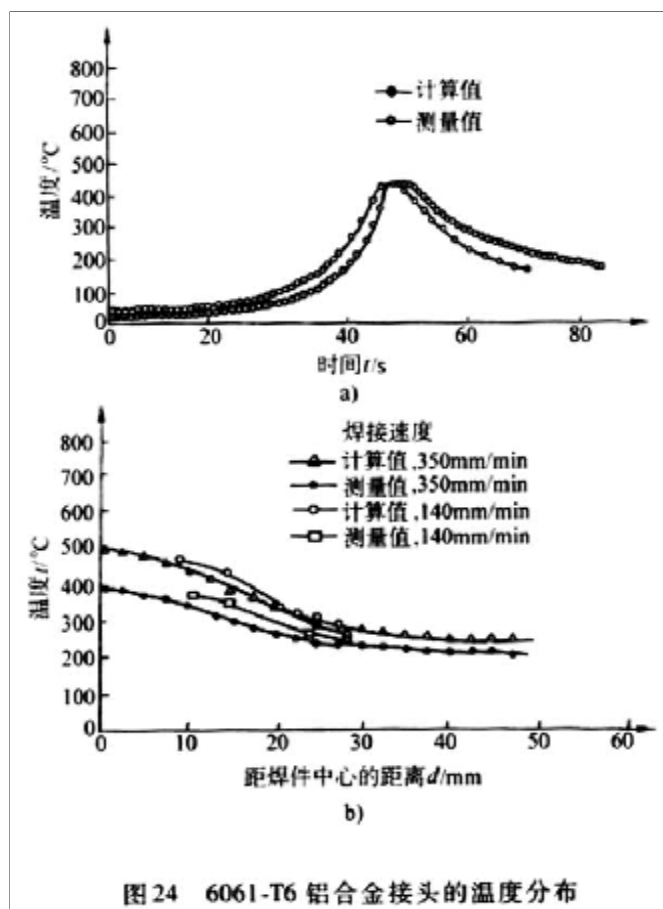 800
计算值
700
测量值
600
500
温度/℃
400
300
200
100
0
0 20 40 60 80
时间t/s
a)
焊接速度
800
计算值,350mm/min
700
测量值,350mm/min
600
计算值,140mm/min
500
测量值,140mm/min
温度t/℃
400
300
200
100
0
0 10 20 30 40 50 60
距焊件中心的距离d/mm
b)
图24 6061-T6 铝合金接头的温度分布